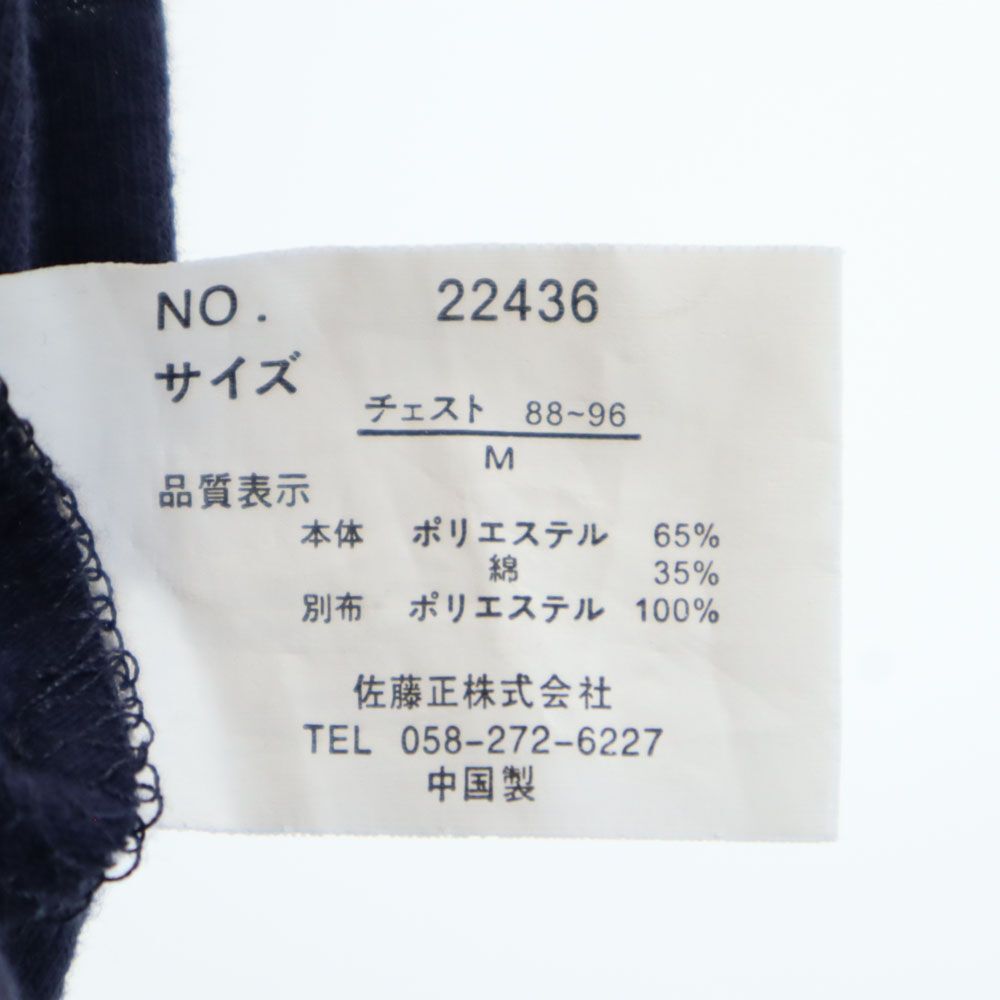 NO. 22436
サイズ
チェスト 88~96
M
品質表示
本体 ポリエステル 65%
綿 35%
別布 ポリエステル 100%
佐藤正株式会社
TEL 058-272-6227
中国製